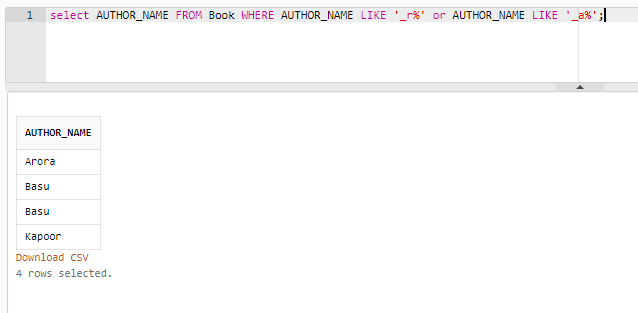 1 select AUTHOR_NAME FROM Book WHERE AUTHOR_NAME LIKE '_r%' or AUTHOR_NAME LIKE '_a%';
AUTHOR_NAME
Arora
Basu
Basu
Kapoor
Download CSV
4 rows selected.